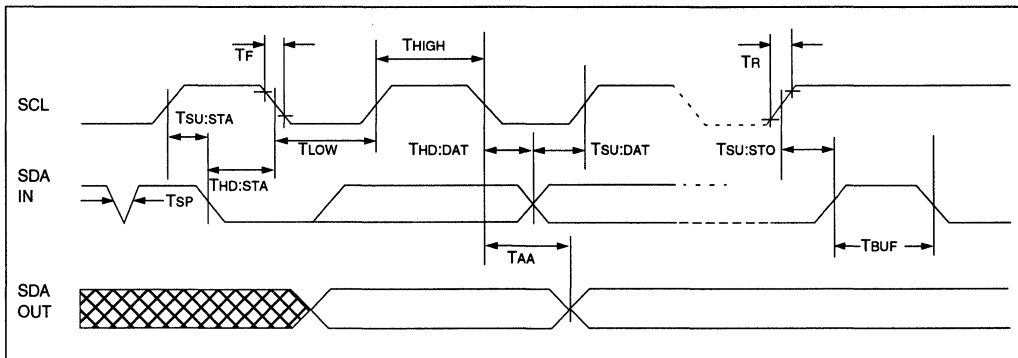 TF
THIGH
TR
SCL
TSU:STA
TLOW
THD:DAT
TSU:DAT
TSU:STO
SDA
IN
TSP
THD:STA
TAA
TBUF
SDA
OUT